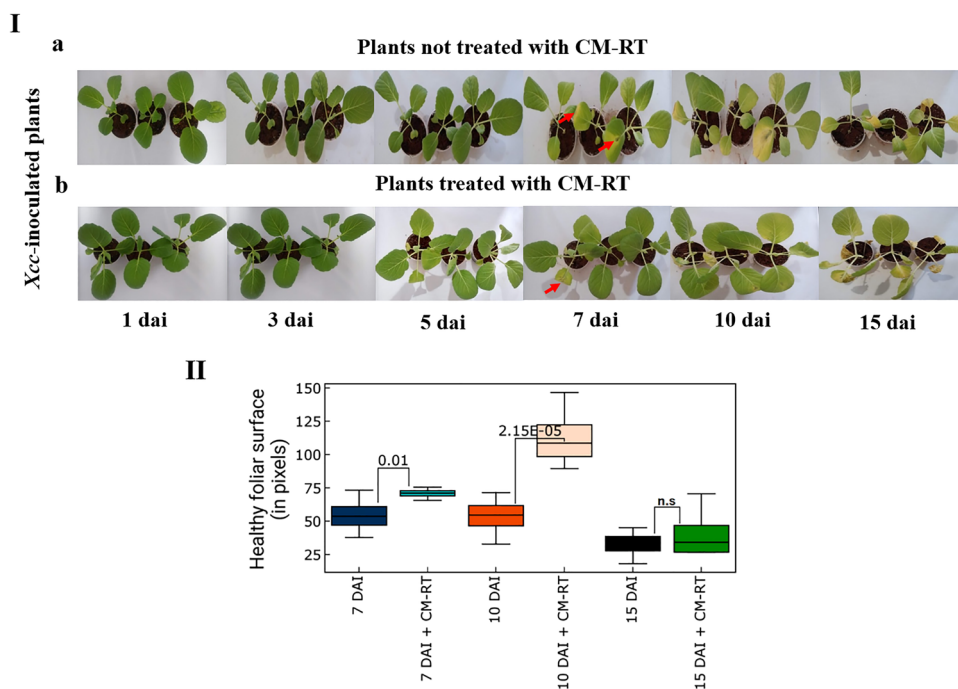 I
a
Plants not treated with CM-RT
Xcc-inoculated plants
b
Plants treated with CM-RT
1 dai
3 dai
5 dai
7 dai
10 dai
15 dai
II
Healthy foliar surface
(in pixels)
150
125
100
75
50
25
0.01
2.15E-05
n.s
7 DAI
7 DAI + CM-RT
10 DAI
10 DAI + CM-RT
15 DAI
15 DAI + CM-RT